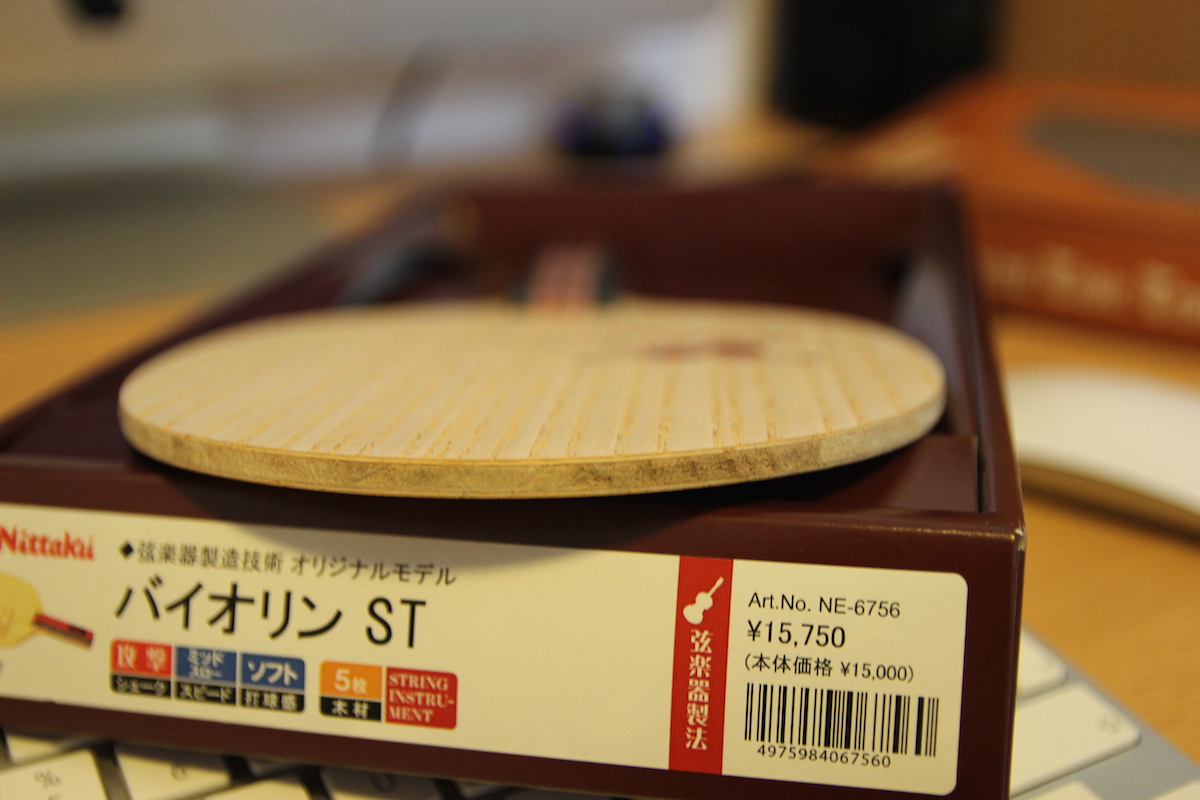 Nittaku
◆弦楽器製造技術 オリジナルモデル
バイオリン ST
攻撃
シェーク
ミッド
スロー
スピード
ソフト
打球感
5枚
木材
STRING
INSTRU-
MENT
弦楽器製法
Art.No. NE-6756
¥15,750
(本体価格 ¥15,000)
4975984067560